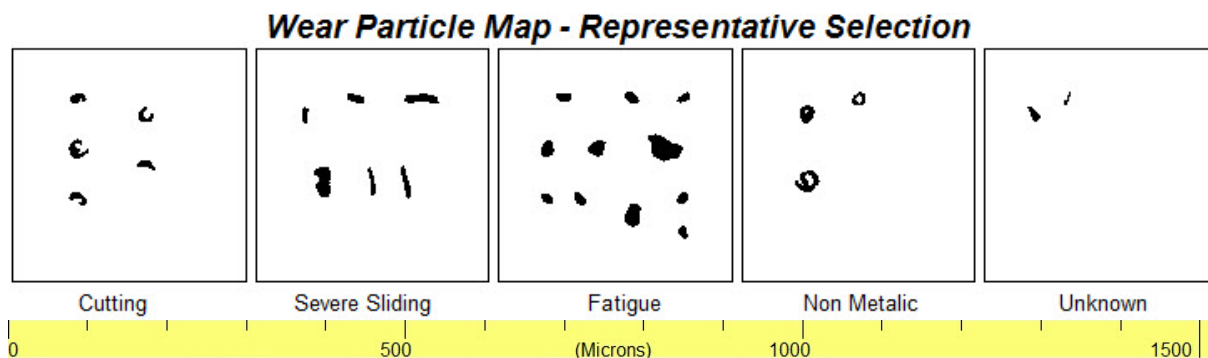 Wear Particle Map - Representative Selection
Cutting
Severe Sliding
Fatigue
Non Metalic
Unknown
0 500 (Microns) 1000 1500